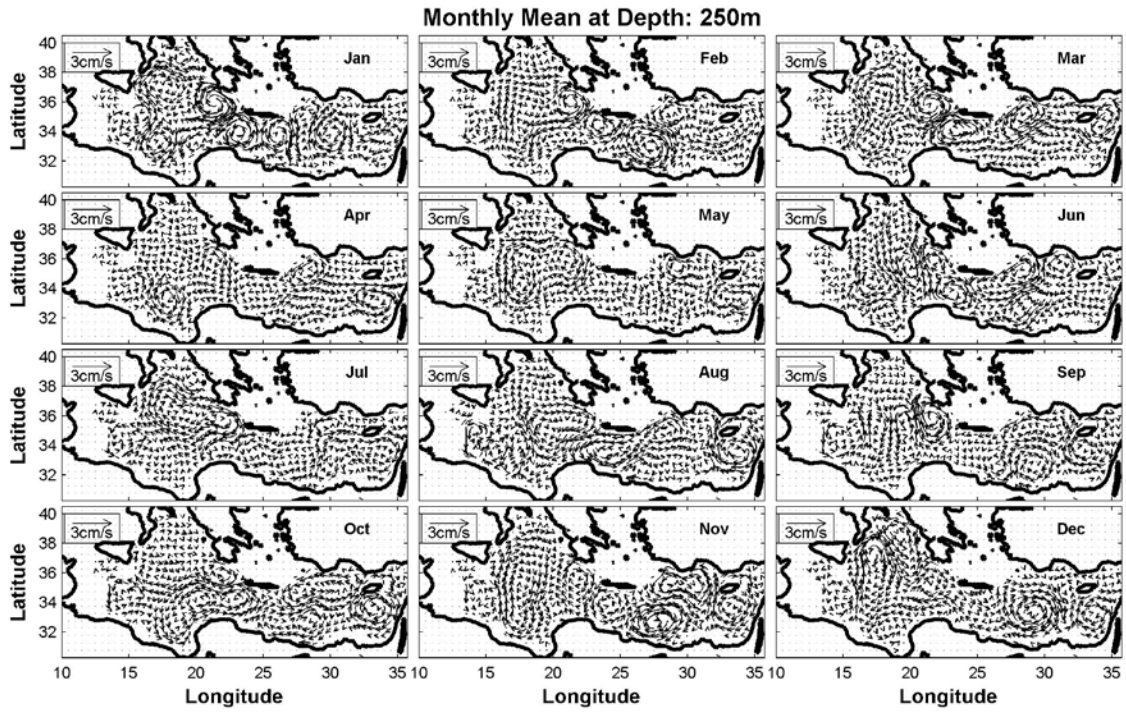 Monthly Mean at Depth: 250m
40
38
36
34
32
Latitude
3cm/s
Jan
3cm/s
Feb
3cm/s
Mar
40
38
36
34
32
Latitude
3cm/s
Apr
3cm/s
May
3cm/s
Jun
40
38
36
34
32
Latitude
3cm/s
Jul
3cm/s
Aug
3cm/s
Sep
40
38
36
34
32
Latitude
3cm/s
Oct
3cm/s
Nov
3cm/s
Dec
10 15 20 25 30 35
10 15 20 25 30 35
10 15 20 25 30 35
Longitude
Longitude
Longitude